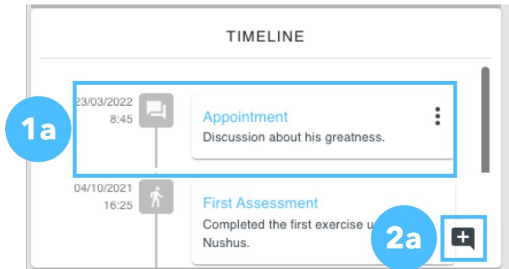 TIMELINE
1a
23/03/2022
8:45
Appointment
Discussion about his greatness.
04/10/2021
16:25
First Assessment
Completed the first exercise
Nushus.
2a